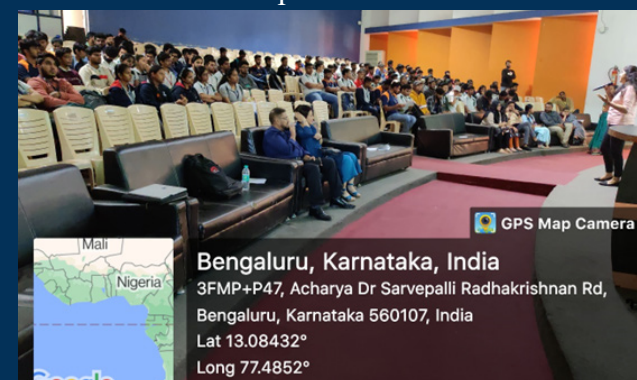 GPS Map Camera
Mali
Nigeria
Google
Bengaluru, Karnataka, India
3FMP+P47, Acharya Dr Sarvepalli Radhakrishnan Rd,
Bengaluru, Karnataka 560107, India
Lat 13.08432°
Long 77.4852°